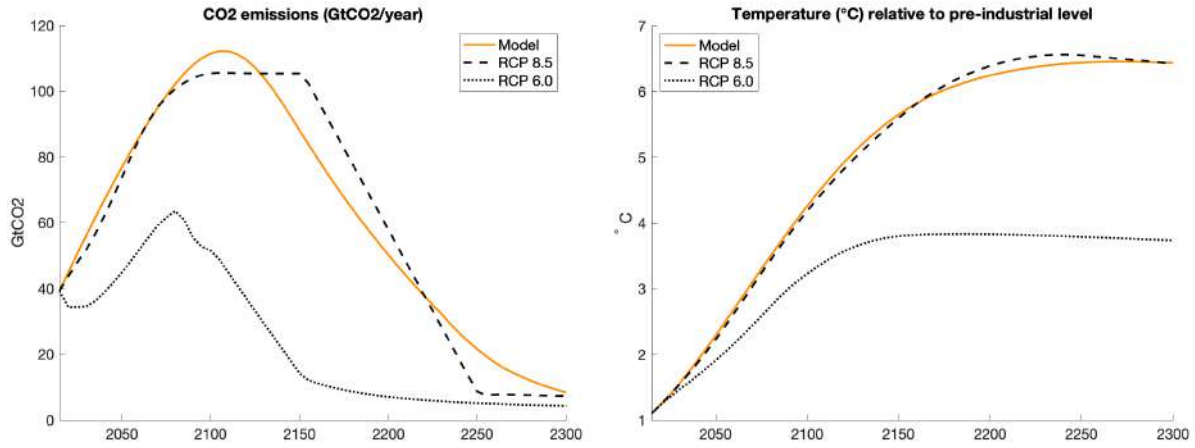 CO2 emissions (GtCO2/year)
120
100
80
60
40
20
0
GtCO2
Model
RCP 8.5
RCP 6.0
2050
2100
2150
2200
2250
2300
Temperature (°C) relative to pre-industrial level
7
6
5
4
3
2
1
° C
Model
RCP 8.5
RCP 6.0
2050
2100
2150
2200
2250
2300